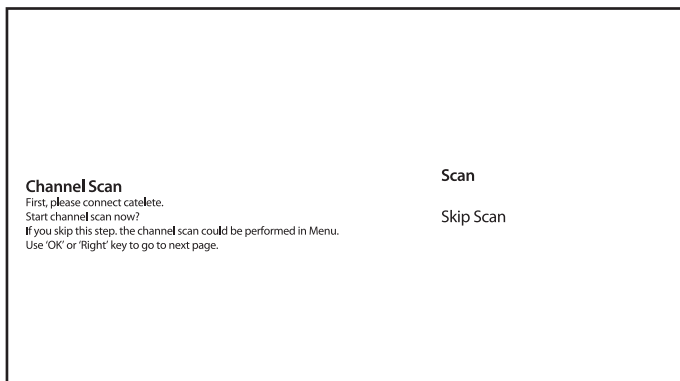 Channel Scan
First, please connect catelete.
Start channel scan now?
If you skip this step. the channel scan could be performed in Menu.
Use ‘OK’ or ‘Right’ key to go to next page.
Scan
Skip Scan